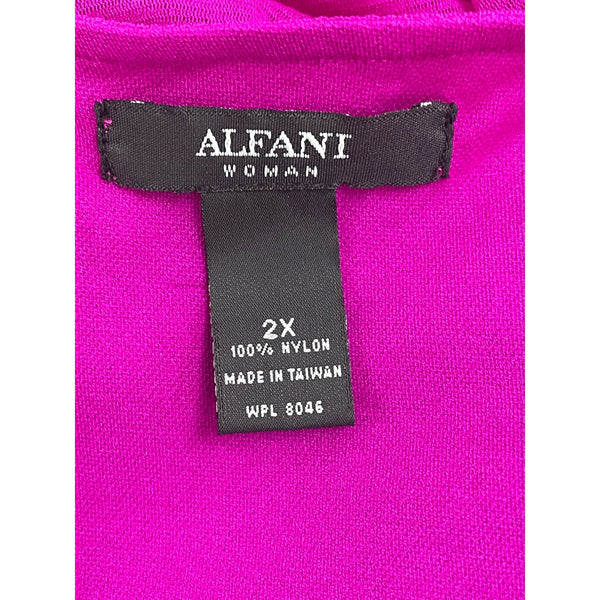 ALFANI
WOMAN
2X
100% NYLON
MADE IN TAIWAN
WPL 8046